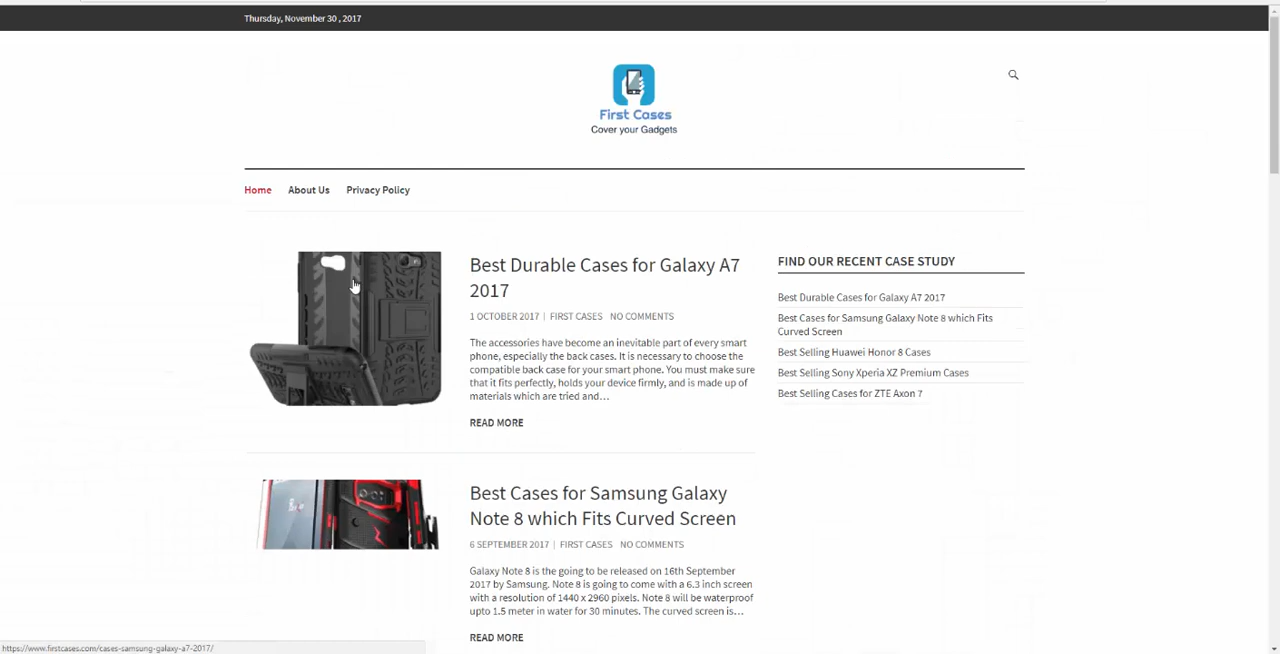 Thursday, November 30 , 2017
First Cases
Cover your Gadgets
Home About Us Privacy Policy
Best Durable Cases for Galaxy A7
2017
1 OCTOBER 2017 | FIRST CASES NO COMMENTS
The accessories have become an inevitable part of every smart
phone, especially the back cases. It is necessary to choose the
compatible back case for your smart phone. You must make sure
that it fits perfectly, holds your device firmly, and is made up of
materials which are tried and…
READ MORE
Best Cases for Samsung Galaxy
Note 8 which Fits Curved Screen
6 SEPTEMBER 2017 | FIRST CASES NO COMMENTS
Galaxy Note 8 is the going to be released on 16th September
2017 by Samsung. Note 8 is going to come with a 6.3 inch screen
with a resolution of 1440 x 2960 pixels. Note 8 will be waterproof
upto 1.5 meter in water for 30 minutes. The curved screen is…
READ MORE
FIND OUR RECENT CASE STUDY
Best Durable Cases for Galaxy A7 2017
Best Cases for Samsung Galaxy Note 8 which Fits
Curved Screen
Best Selling Huawei Honor 8 Cases
Best Selling Sony Xperia XZ Premium Cases
Best Selling Cases for ZTE Axon 7
https://www.firstcases.com/cases-samsung-galaxy-a7-2017/